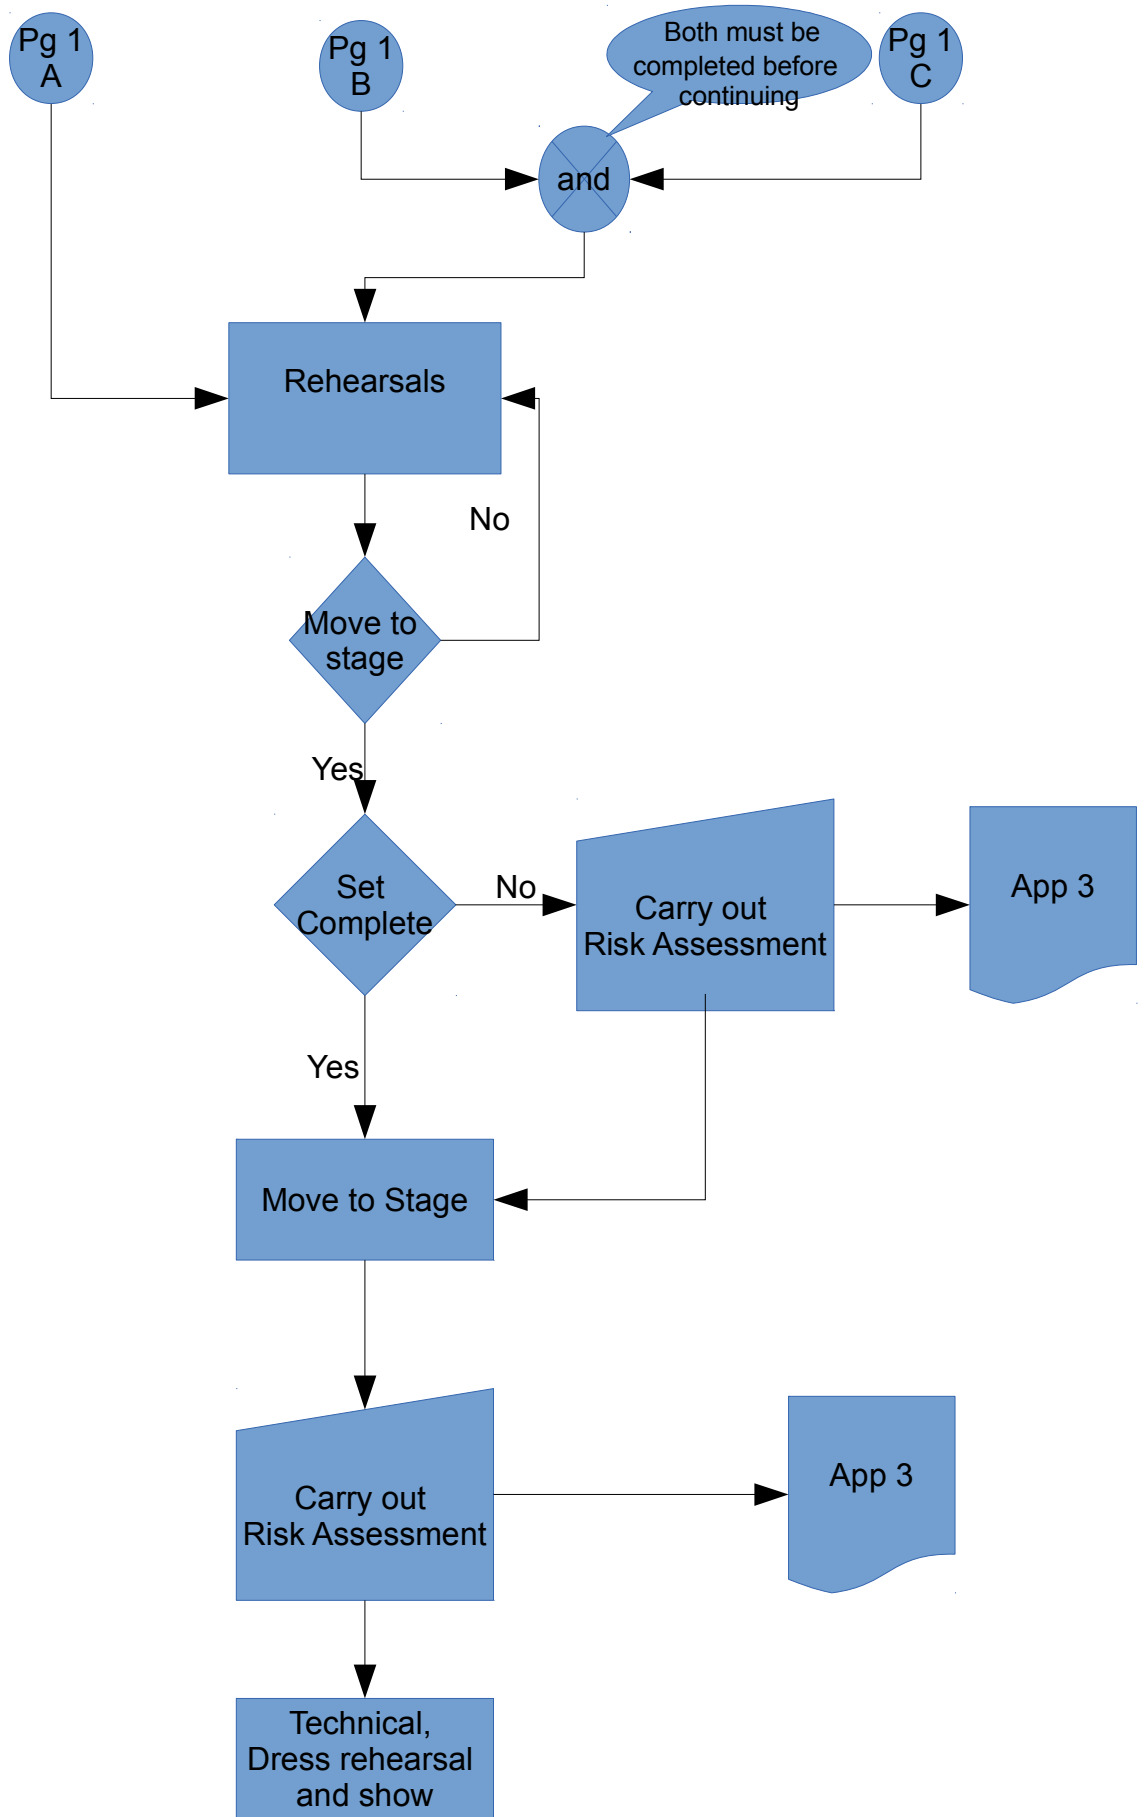 Pg 1
A
Pg 1
B
Both must be
completed before
continuing
Pg 1
C
and
Rehearsals
No
Move to
stage
Yes
Set
Complete
No
Carry out
Risk Assessment
App 3
Yes
Move to Stage
Carry out
Risk Assessment
App 3
Technical,
Dress rehearsal
and show